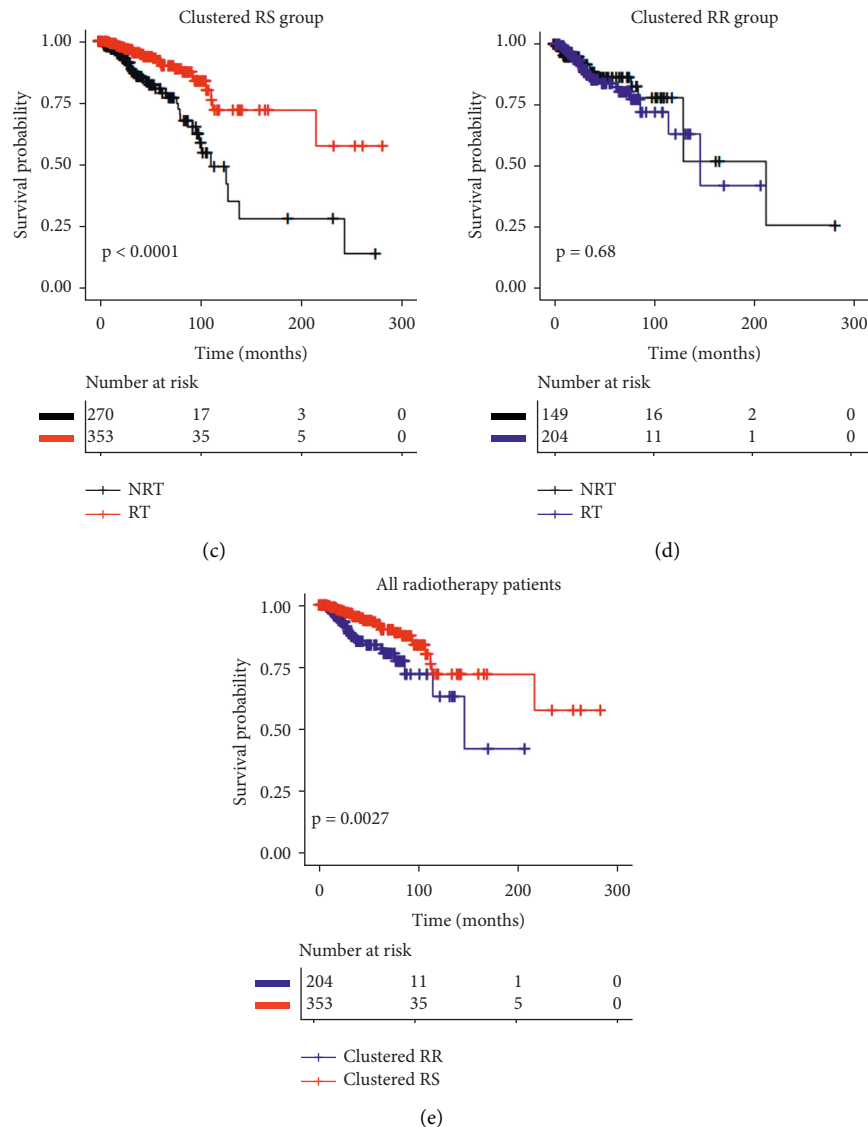 Clustered RS group
1.00
0.75
0.50
0.25
0.00
Survival probability
p < 0.0001
0 100 200 300
Time (months)
Number at risk
270 17 3 0
353 35 5 0
NRT
RT
(c)
Clustered RR group
1.00
0.75
0.50
0.25
0.00
Survival probability
p = 0.68
0 100 200 300
Time (months)
Number at risk
149 16 2 0
204 11 1 0
NRT
RT
(d)
All radiotherapy patients
1.00
0.75
0.50
0.25
0.00
Survival probability
p = 0.0027
0 100 200 300
Time (months)
Number at risk
204 11 1 0
353 35 5 0
Clustered RR
Clustered RS
(e)